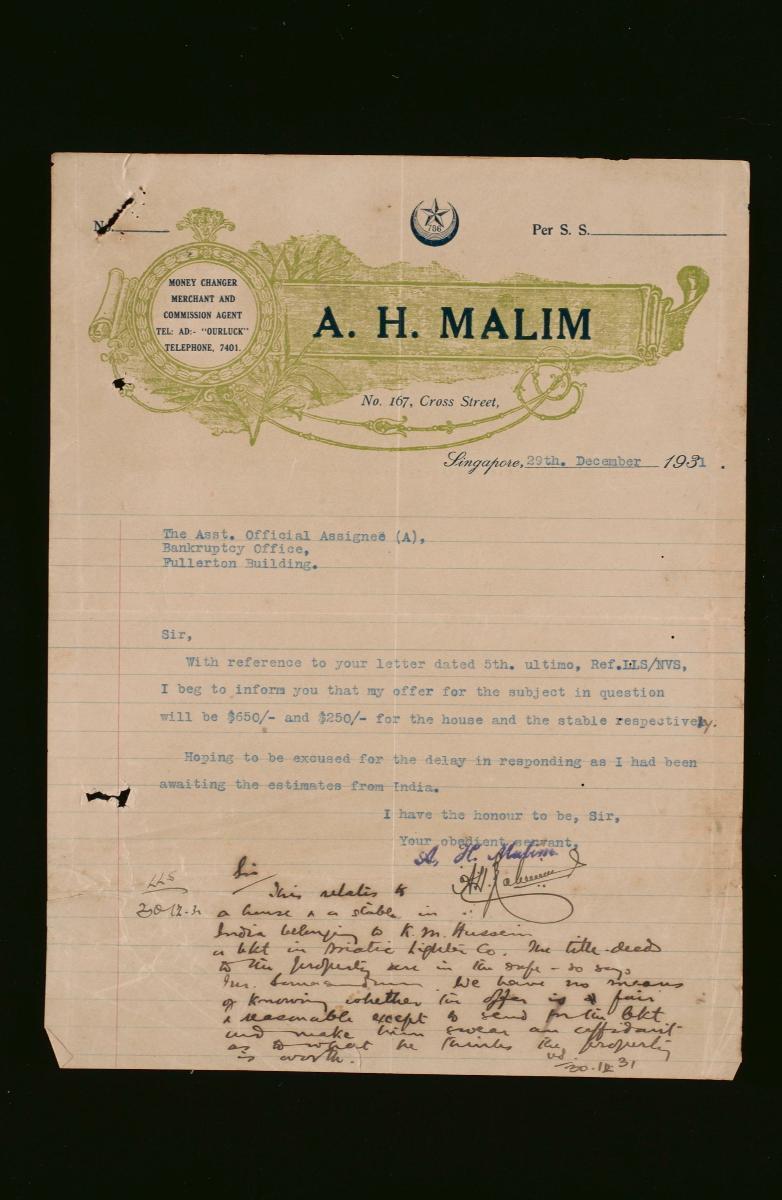 No.
786
Per S. S.
MONEY CHANGER
MERCHANT AND
COMMISSION AGENT
TEL: AD:- "OURLUCK"
TELEPHONE, 7401.
A. H. MALIM
No. 167, Cross Street,
Singapore, 29th. December 1931.
The Asst. Official Assignee (A),
Bankruptcy Office,
Fullerton Building.
Sir,
With reference to your letter dated 5th. ultimo, Ref.LLS/NVS,
I beg to inform you that my offer for the subject in question
will be $650/- and $250/- for the house and the stable respectively.
Hoping to be excused for the delay in responding as I had been
awaiting the estimates from India.
I have the honour to be, Sir,
Your obedient servant,
A. H. Malim
LLS
30-12-31
Sir
This relates to
a house & a stable in
India belonging to K. M. Hussein
a bkt in Asiatic Lighter Co. The title-deeds
to the property are in the safe - so says
Mr. We have no means
of knowing whether the offer is a fair
& reasonable except to send for the bkt
and make him swear an affidavit
as to what he thinks the property
is worth.
30.12.31